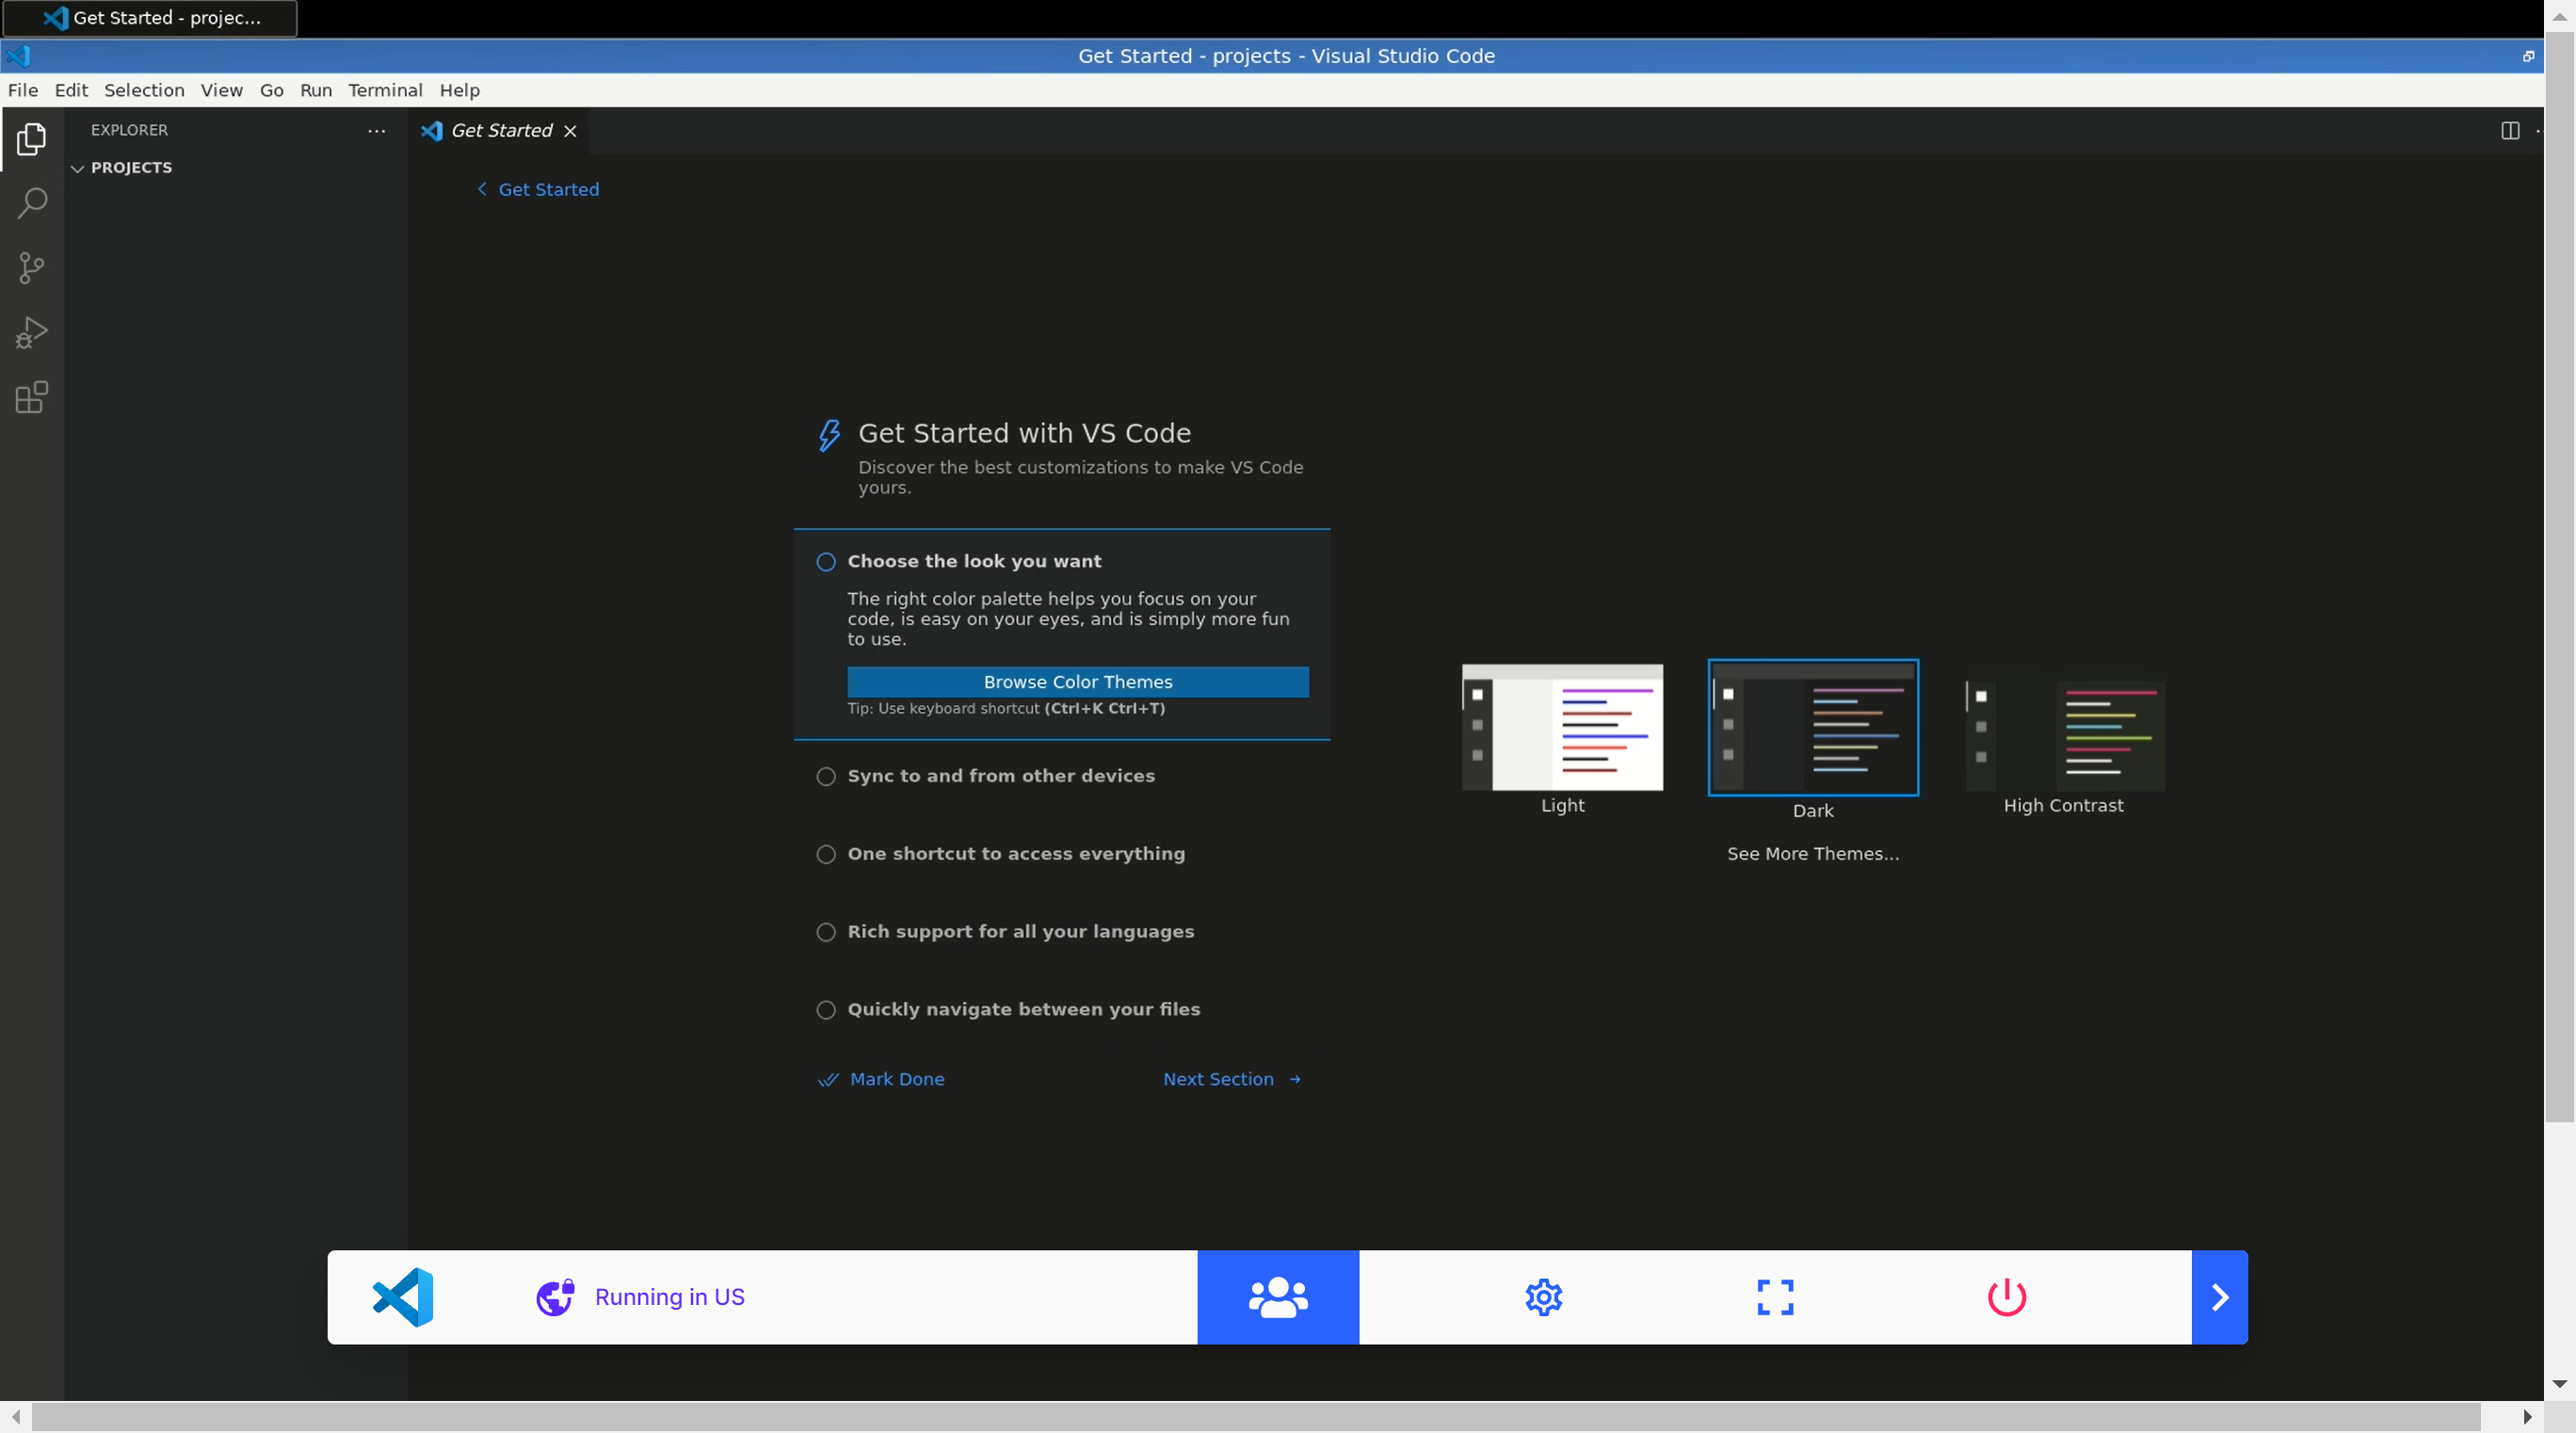 Get Started - projec...
Get Started - projects - Visual Studio Code
File Edit Selection View Go Run Terminal Help
EXPLORER
PROJECTS
Get Started
Get Started
Get Started with VS Code
Discover the best customizations to make VS Code
yours.
Choose the look you want
The right color palette helps you focus on your
code, is easy on your eyes, and is simply more fun
to use.
Browse Color Themes
Tip: Use keyboard shortcut (Ctrl+K Ctrl+T)
Light
Dark
High Contrast
See More Themes...
Sync to and from other devices
One shortcut to access everything
Rich support for all your languages
Quickly navigate between your files
Mark Done
Next Section
Running in US